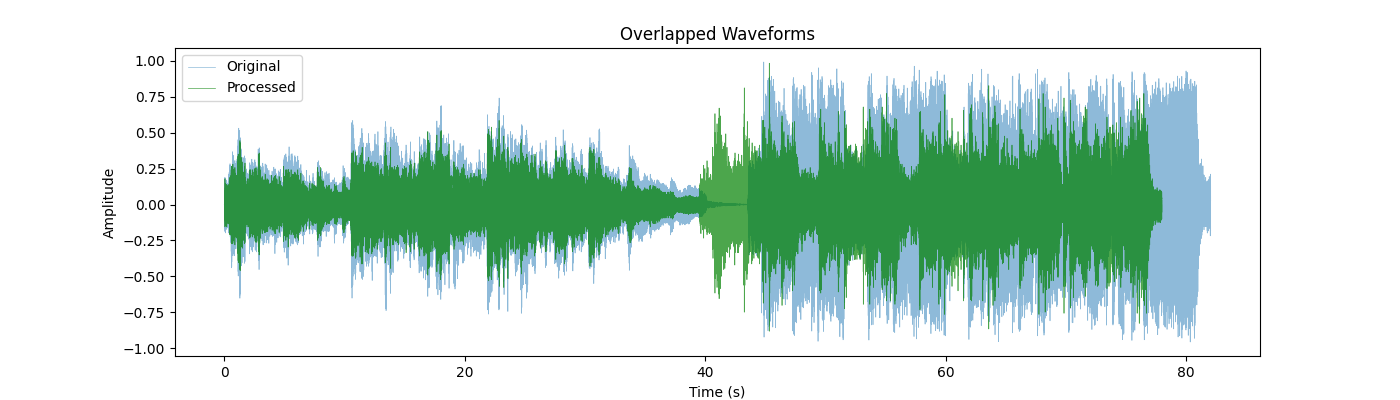 Overlapped Waveforms
Original
Processed
1.00
0.75
0.50
0.25
0.00
−0.25
−0.50
−0.75
−1.00
Amplitude
0 20 40 60 80
Time (s)